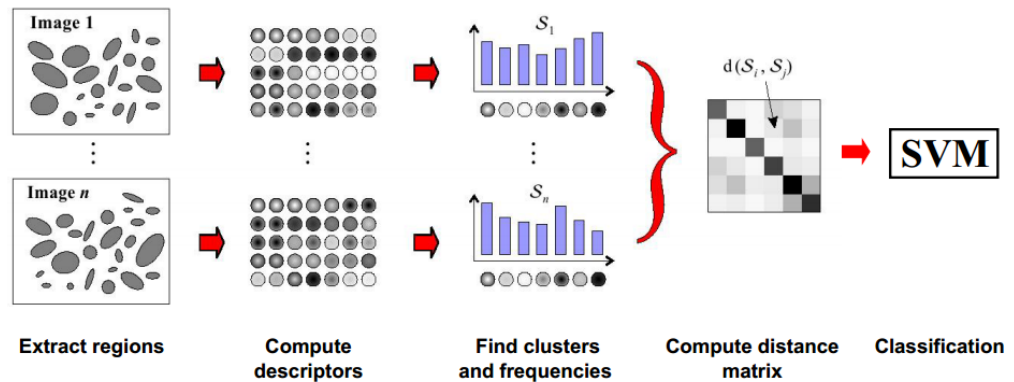 Image 1
S₁
d(Sᵢ, Sⱼ)
SVM
Image n
Sₙ
Extract regions
Compute
descriptors
Find clusters
and frequencies
Compute distance
matrix
Classification